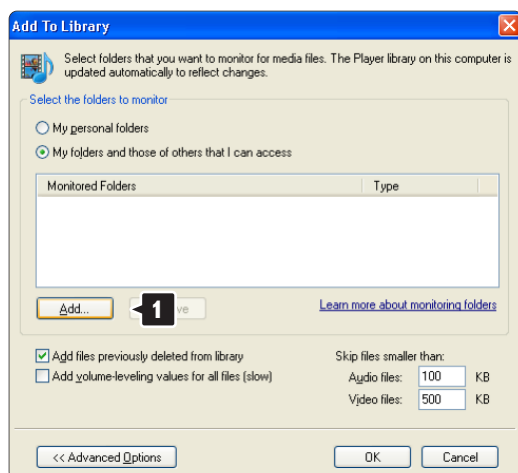 Add To Library
Select folders that you want to monitor for media files. The Player library on this computer is
updated automatically to reflect changes.
Select the folders to monitor
My personal folders
My folders and those of others that I can access
Monitored Folders Type
Add... 1 Learn more about monitoring folders
Add files previously deleted from library
Add volume-leveling values for all files (slow)
Skip files smaller than:
Audio files: 100 KB
Video files: 500 KB
<< Advanced Options OK Cancel